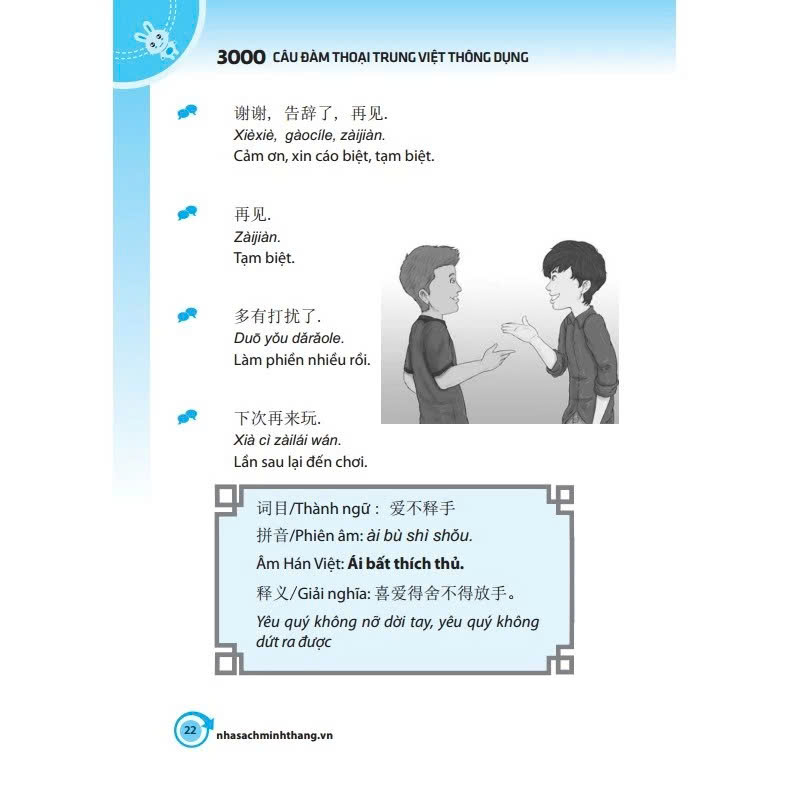 3000 CÂU ĐÀM THOẠI TRUNG VIỆT THÔNG DỤNG
谢谢, 告辞了, 再见.
Xièxiè, gàocíle, zàijiàn.
Cảm ơn, xin cáo biệt, tạm biệt.
再见.
Zàijiàn.
Tạm biệt.
多有打扰了.
Duō yǒu dǎrǎole.
Làm phiền nhiều rồi.
下次再来玩.
Xià cì zàilái wán.
Lần sau lại đến chơi.
词目/Thành ngữ : 爱不释手
拼音/Phiên âm: ài bù shì shǒu.
Âm Hán Việt: Ái bất thích thủ.
释义/Giải nghĩa: 喜爱得舍不得放手。
Yêu quý không nỡ dời tay, yêu quý không
dứt ra được
22
nhasachminhthang.vn